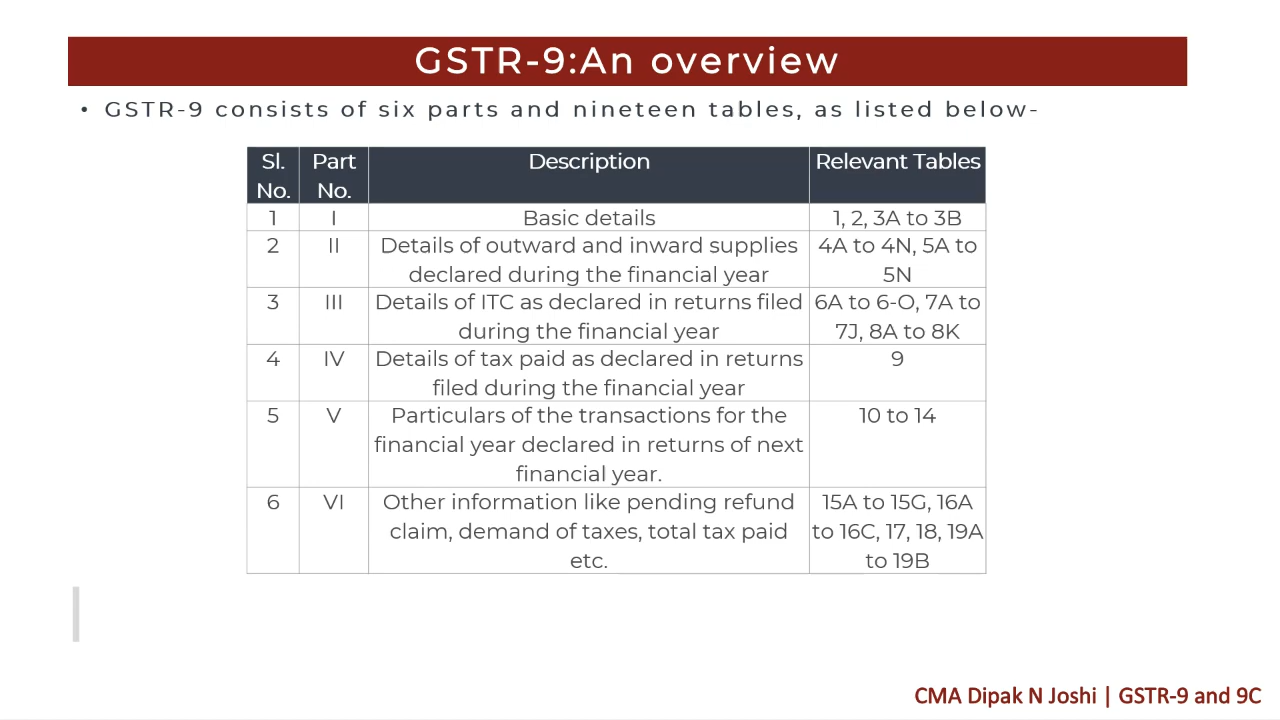 GSTR-9:An overview
• GSTR-9 consists of six parts and nineteen tables, as listed below-
Sl. No. Part No. Description Relevant Tables
1 I Basic details 1, 2, 3A to 3B
2 II Details of outward and inward supplies declared during the financial year 4A to 4N, 5A to 5N
3 III Details of ITC as declared in returns filed during the financial year 6A to 6-O, 7A to 7J, 8A to 8K
4 IV Details of tax paid as declared in returns filed during the financial year 9
5 V Particulars of the transactions for the financial year declared in returns of next financial year. 10 to 14
6 VI Other information like pending refund claim, demand of taxes, total tax paid etc. 15A to 15G, 16A to 16C, 17, 18, 19A to 19B
CMA Dipak N Joshi | GSTR-9 and 9C